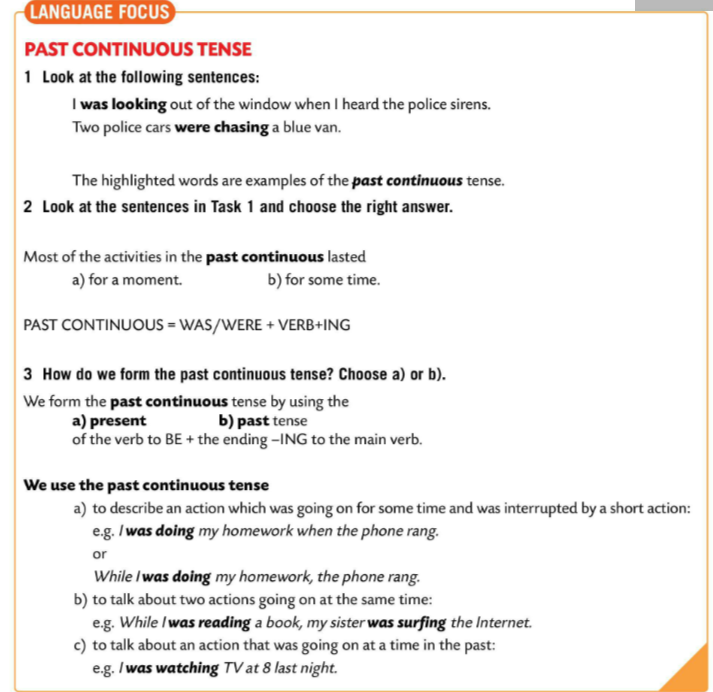 LANGUAGE FOCUS
PAST CONTINUOUS TENSE
1 Look at the following sentences:
I was looking out of the window when I heard the police sirens.
Two police cars were chasing a blue van.
The highlighted words are examples of the past continuous tense.
2 Look at the sentences in Task 1 and choose the right answer.
Most of the activities in the past continuous lasted
a) for a moment. b) for some time.
PAST CONTINUOUS = WAS/WERE + VERB+ING
3 How do we form the past continuous tense? Choose a) or b).
We form the past continuous tense by using the
a) present b) past tense
of the verb to BE + the ending –ING to the main verb.
We use the past continuous tense
a) to describe an action which was going on for some time and was interrupted by a short action:
e.g. I was doing my homework when the phone rang.
or
While I was doing my homework, the phone rang.
b) to talk about two actions going on at the same time:
e.g. While I was reading a book, my sister was surfing the Internet.
c) to talk about an action that was going on at a time in the past:
e.g. I was watching TV at 8 last night.